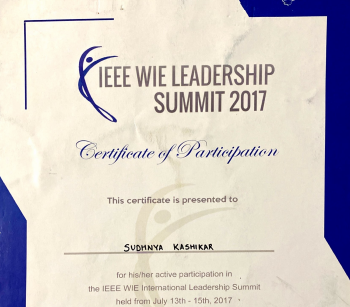 IEEE WIE LEADERSHIP
SUMMIT 2017
Certificate of Participation
This certificate is presented to
SUDHNYA KASHIKAR
for his/her active participation in
the IEEE WIE International Leadership Summit
held from July 13th - 15th, 2017